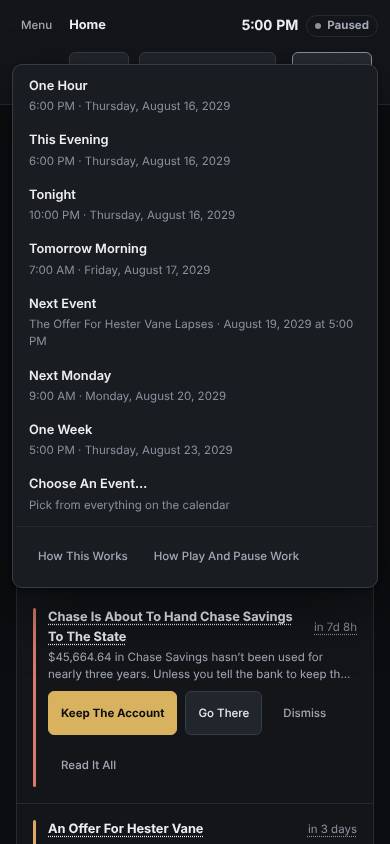 Menu Home 5:00 PM Paused
One Hour
6:00 PM · Thursday, August 16, 2029
This Evening
6:00 PM · Thursday, August 16, 2029
Tonight
10:00 PM · Thursday, August 16, 2029
Tomorrow Morning
7:00 AM · Friday, August 17, 2029
Next Event
The Offer For Hester Vane Lapses · August 19, 2029 at 5:00
PM
Next Monday
9:00 AM · Monday, August 20, 2029
One Week
5:00 PM · Thursday, August 23, 2029
Choose An Event...
Pick from everything on the calendar
How This Works How Play And Pause Work
Chase Is About To Hand Chase Savings
To The State
in 7d 8h
$45,664.64 in Chase Savings hasn't been used for
nearly three years. Unless you tell the bank to keep th...
Keep The Account Go There Dismiss
Read It All
An Offer For Hester Vane in 3 days